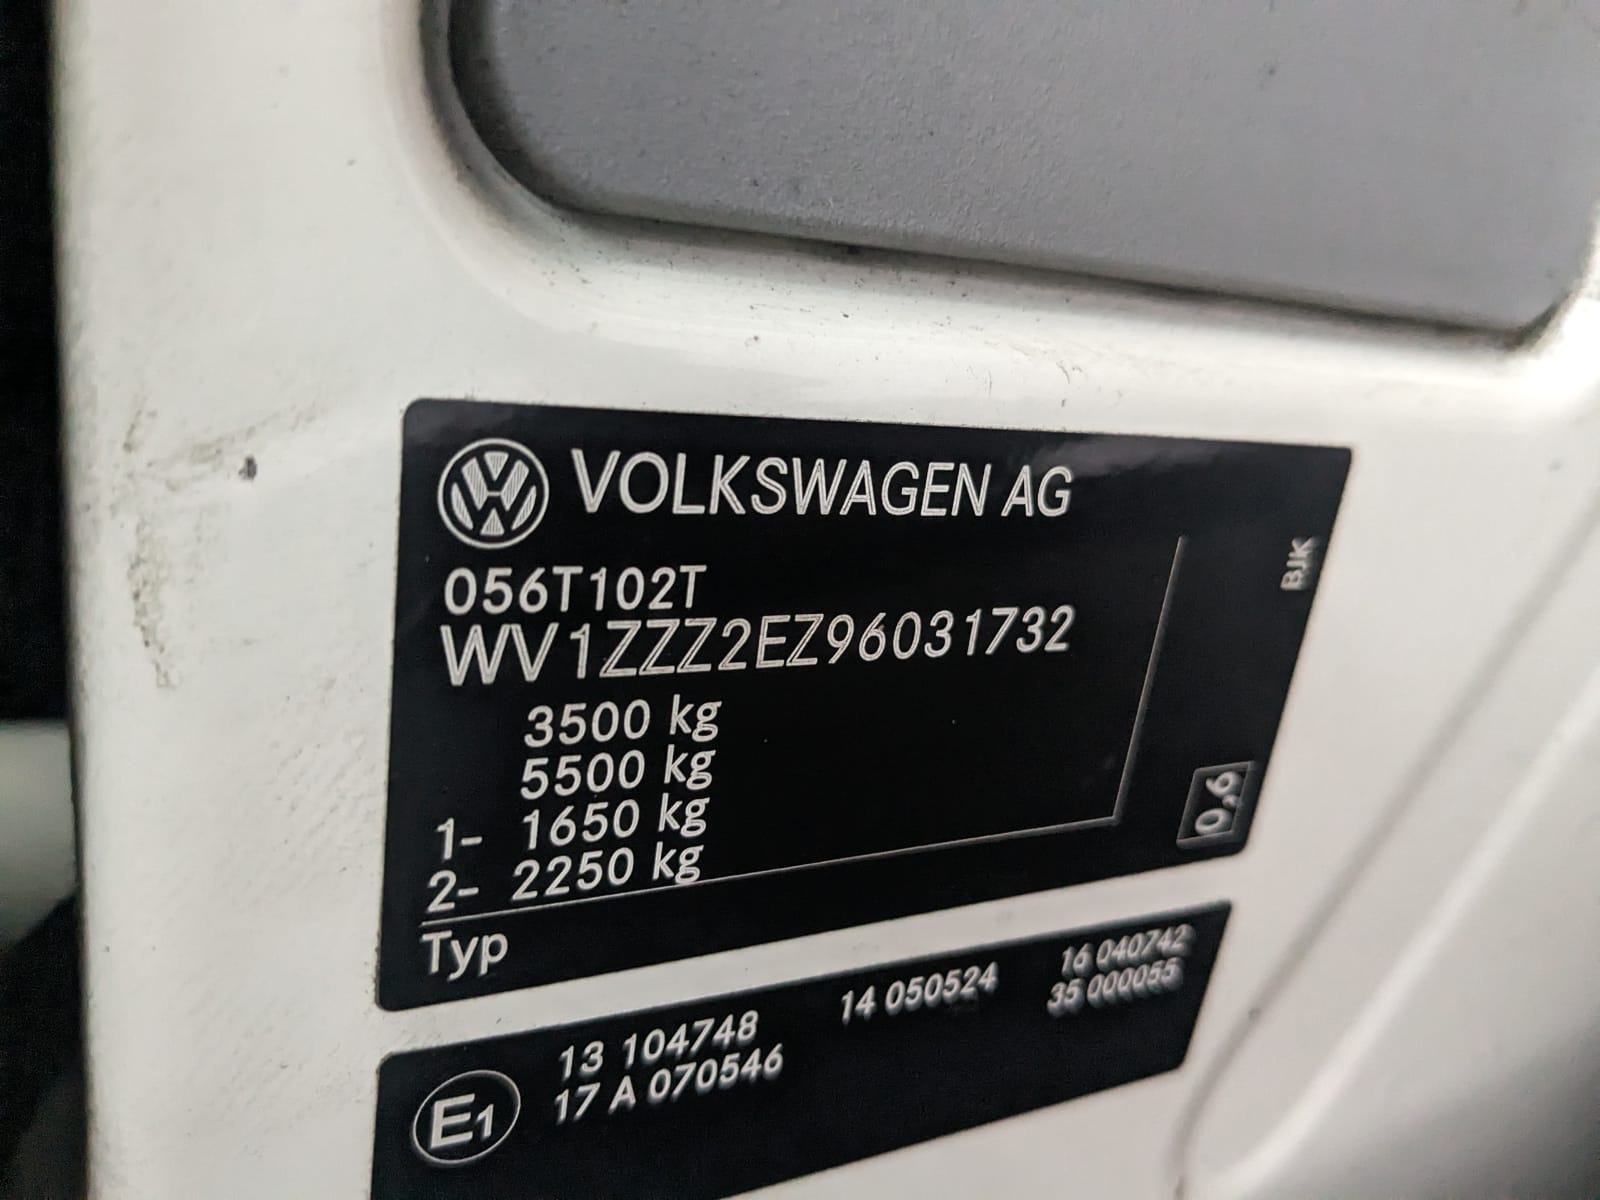 VOLKSWAGEN AG
056T102T
WV1ZZZ2EZ96031732
3500 kg
5500 kg
1- 1650 kg
2- 2250 kg
Typ
BJK
0,6
13 104748 14 050524 16 040742
17 A 070546 35 000055
E1